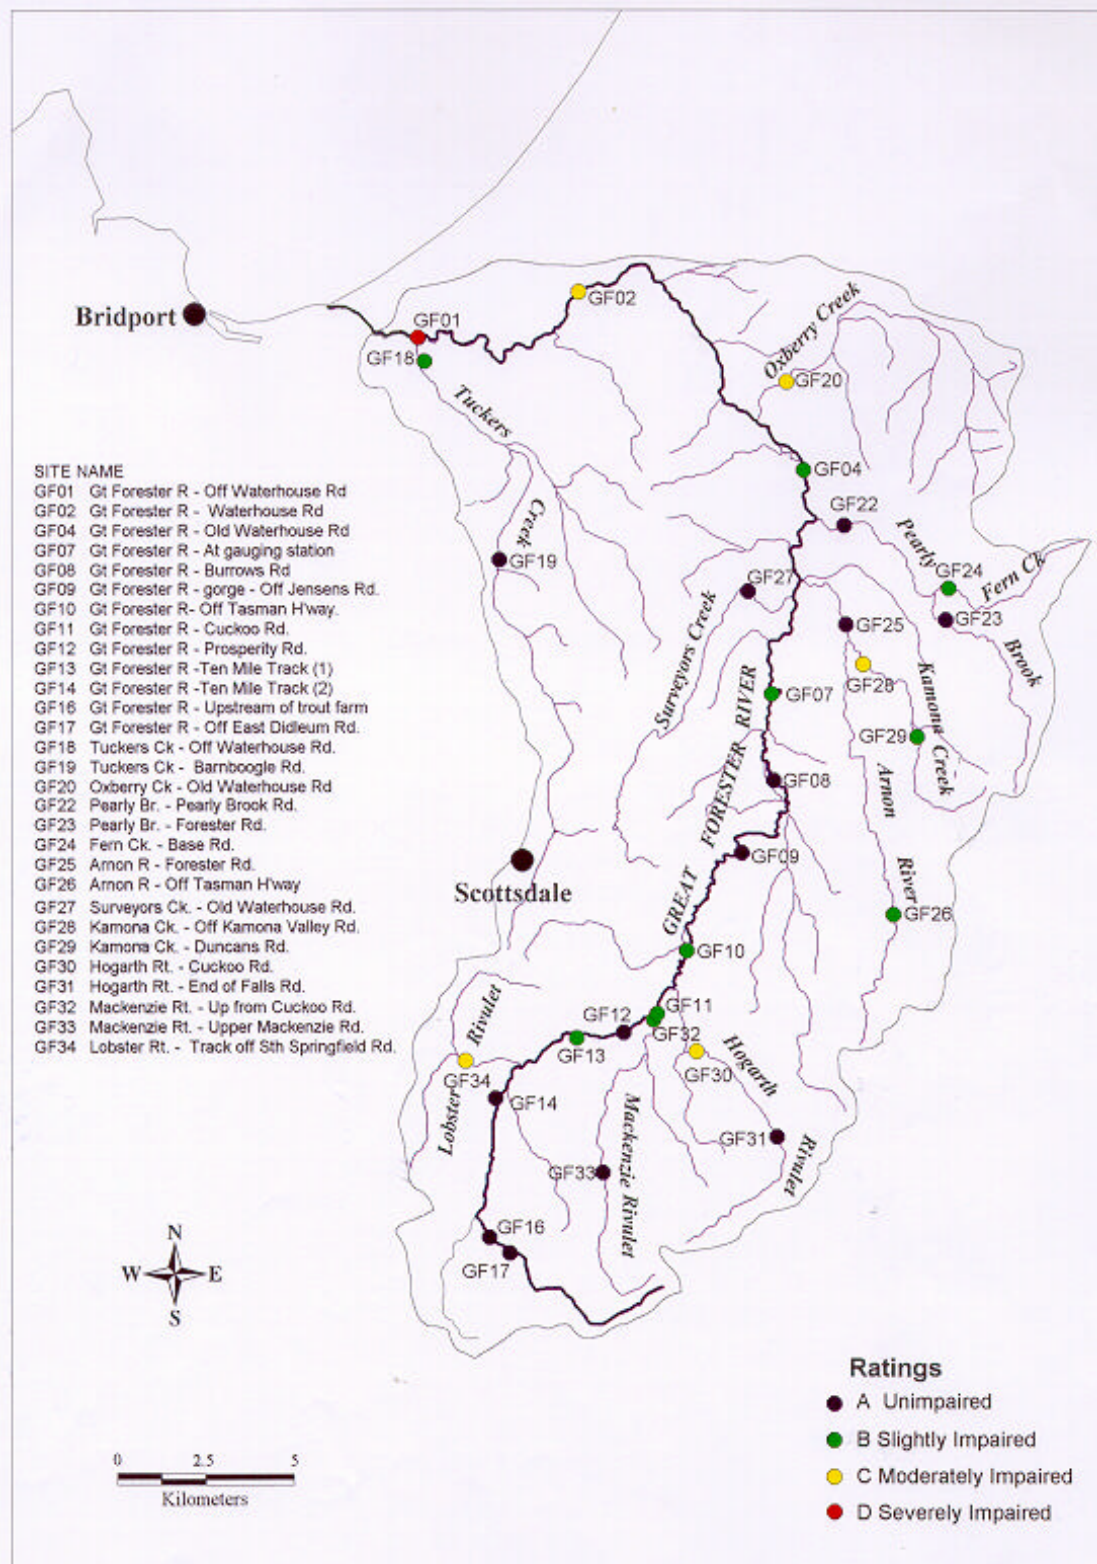 GF02
Bridport
GF01
GF18
Oxberry Creek
GF20
Tuckers
SITE NAME
GF01 Gt Forester R - Off Waterhouse Rd
GF02 Gt Forester R - Waterhouse Rd
GF04 Gt Forester R - Old Waterhouse Rd
GF07 Gt Forester R - At gauging station
GF08 Gt Forester R - Burrows Rd
GF09 Gt Forester R - gorge - Off Jensens Rd.
GF10 Gt Forester R- Off Tasman H'way.
GF11 Gt Forester R - Cuckoo Rd.
GF12 Gt Forester R - Prosperity Rd.
GF13 Gt Forester R -Ten Mile Track (1)
GF14 Gt Forester R -Ten Mile Track (2)
GF16 Gt Forester R - Upstream of trout farm
GF17 Gt Forester R - Off East Didleum Rd.
GF18 Tuckers Ck - Off Waterhouse Rd.
GF19 Tuckers Ck - Barnboogle Rd.
GF20 Oxberry Ck - Old Waterhouse Rd
GF22 Pearly Br. - Pearly Brook Rd.
GF23 Pearly Br. - Forester Rd.
GF24 Fern Ck. - Base Rd.
GF25 Arnon R - Forester Rd.
GF26 Arnon R - Off Tasman H'way
GF27 Surveyors Ck. - Old Waterhouse Rd.
GF28 Kamona Ck. - Off Kamona Valley Rd.
GF29 Kamona Ck. - Duncans Rd.
GF30 Hogarth Rt. - Cuckoo Rd.
GF31 Hogarth Rt. - End of Falls Rd.
GF32 Mackenzie Rt. - Up from Cuckoo Rd.
GF33 Mackenzie Rt. - Upper Mackenzie Rd.
GF34 Lobster Rt. - Track off Sth Springfield Rd.
GF04
GF22
Creek
Pearly
GF19
GF24
Fern Ck
GF27
GF23
GF25
Brook
Surveyors Creek
GF28
Kamona
GF07
GF29
Creek
GREAT FORESTER RIVER
Arnon
GF08
GF09
River
Scottsdale
GF26
GF10
Rivulet
GF11
GF12
GF32
GF13
Hogarth
GF30
GF34
GF14
Lobster
Mackenzie Rivulet
GF31
Rivulet
GF33
GF16
GF17
N
W E
S
Ratings
A Unimpaired
B Slightly Impaired
C Moderately Impaired
D Severely Impaired
0 2.5 5
Kilometers